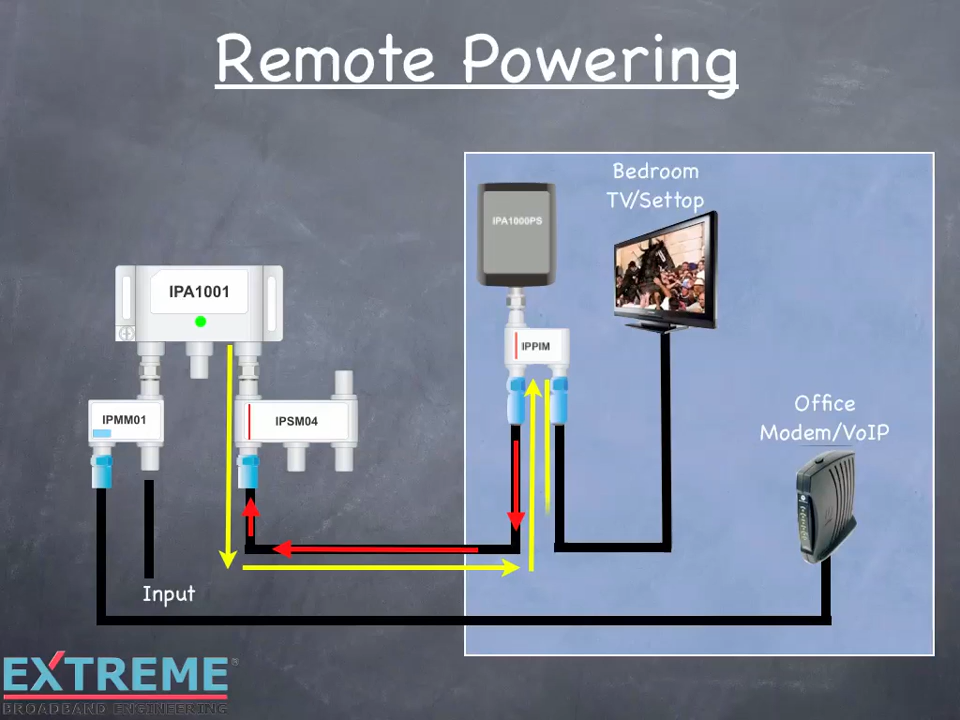 Remote Powering
Bedroom
TV/Settop
IPA1000PS
IPA1001
IPPIM
IPMM01
IPSM04
Office
Modem/VoIP
Input
EXTREME
BROADBAND ENGINEERING